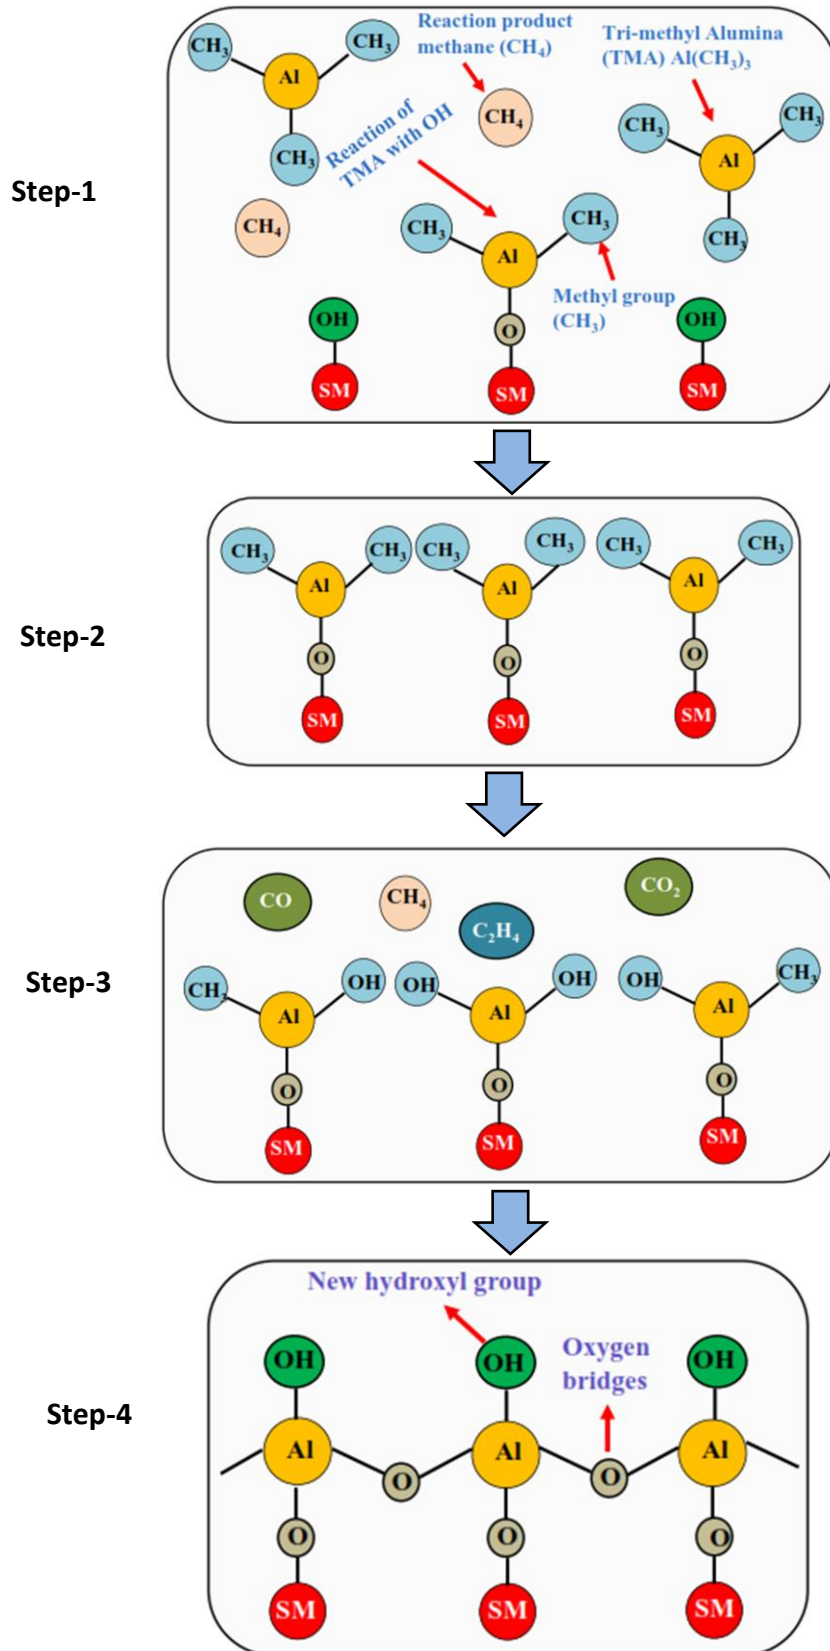 CH₃
CH₃
Al
CH₃
Reaction product
methane (CH₄)
CH₄
Tri-methyl Alumina
(TMA) Al(CH₃)₃
CH₃
CH₃
Al
CH₃
Reaction of
TMA with OH
Step-1
CH₄
CH₃
CH₃
Al
Methyl group
(CH₃)
O
OH
OH
SM
SM
SM
CH₃
CH₃
CH₃
CH₃
CH₃
CH₃
Al
Al
Al
Step-2
O
O
O
SM
SM
SM
CO
CH₄
C₂H₄
CO₂
Step-3
CH₃
OH
OH
OH
OH
CH₃
Al
Al
Al
O
O
O
SM
SM
SM
New hydroxyl group
OH
OH
OH
Oxygen
bridges
Step-4
Al
Al
Al
O
O
O
O
O
SM
SM
SM